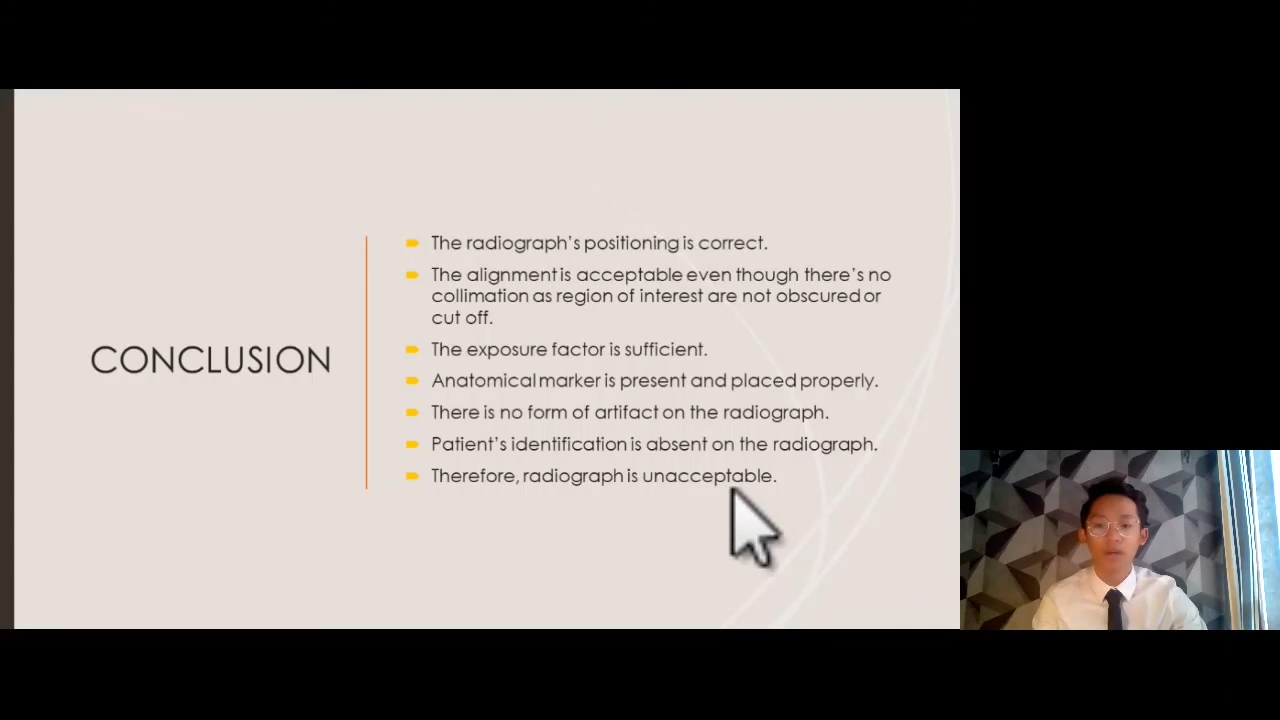 CONCLUSION
The radiograph's positioning is correct.
The alignment is acceptable even though there's no
collimation as region of interest are not obscured or
cut off.
The exposure factor is sufficient.
Anatomical marker is present and placed properly.
There is no form of artifact on the radiograph.
Patient's identification is absent on the radiograph.
Therefore, radiograph is unacceptable.